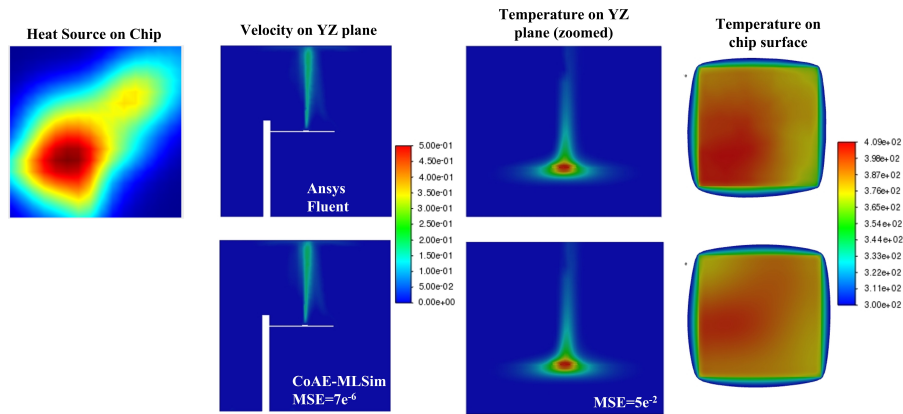 Heat Source on Chip
Velocity on YZ plane
Temperature on YZ
plane (zoomed)
Temperature on
chip surface
Ansys
Fluent
5.00e-01
4.50e-01
4.00e-01
3.50e-01
3.00e-01
2.50e-01
2.00e-01
1.50e-01
1.00e-01
5.00e-02
0.00e+00
4.09e+02
3.98e+02
3.87e+02
3.76e+02
3.65e+02
3.54e+02
3.44e+02
3.33e+02
3.22e+02
3.11e+02
3.00e+02
CoAE-MLSim
MSE=7e-6
MSE=5e-2